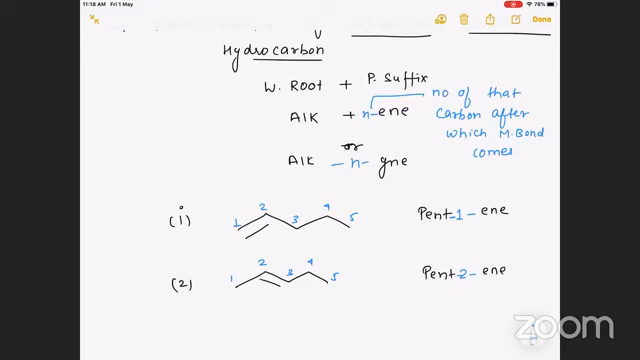 11:18 AM Fri 1 May
78%
Done
Hydrocarbon
W. Root + P. Suffix
Alk + n-ene
no of that
Carbon after
which M. Bond
comes
or
Alk - n - yne
(i) 1 2 3 4 5 Pent-1-ene
(2) 1 2 3 4 5 Pent-2-ene
zoom